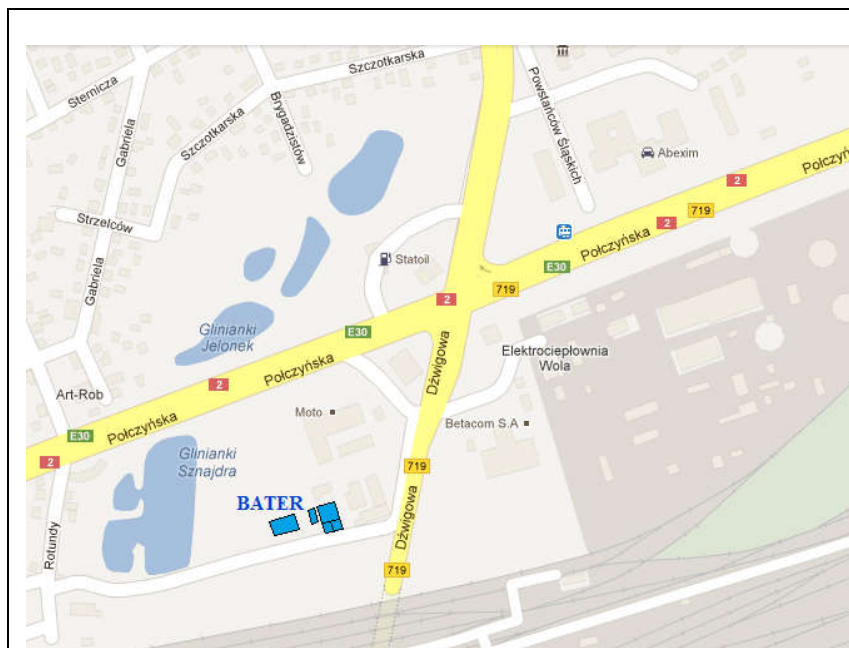 Szczotkarska
Sternicza
Brygadzistów
Powstańców Śląskich
Gabriela
Szczotkarska
Abexim
2
Połczyńska
719
2
Strzelców
Połczyńska
Statoil
E30
719
Gabriela
2
Glinianki
Jelonek
E30
Dźwigowa
Elektrociepłownia
Wola
Połczyńska
2
Art-Rob
Moto
Betacom S.A
Połczyńska
E30
2
Glinianki
Sznajdra
719
BATER
Rotundy
Dźwigowa
719